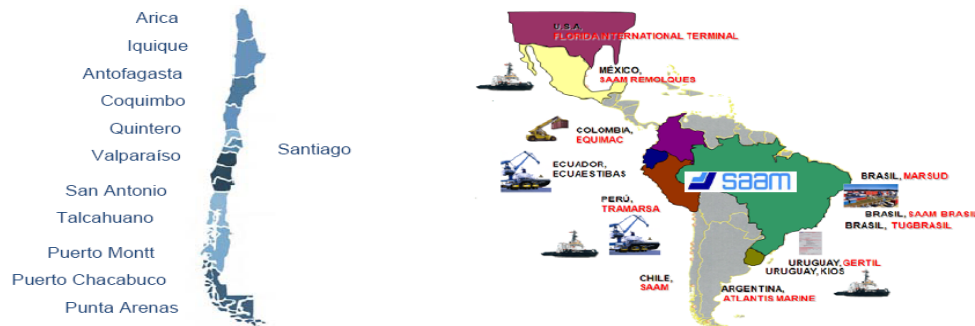 Arica
Iquique
Antofagasta
Coquimbo
Quintero
Valparaíso
Santiago
San Antonio
Talcahuano
Puerto Montt
Puerto Chacabuco
Punta Arenas
U.S.A,
FLORIDA INTERNATIONAL TERMINAL
MÉXICO,
SAAM REMOLQUES
COLOMBIA,
EQUIMAC
ECUADOR,
ECUAESTIBAS
saam
BRASIL, MARSUD
PERÚ,
TRAMARSA
BRASIL, SAAM BRASIL
BRASIL, TUGBRASIL
URUGUAY, GERTIL
URUGUAY, KIOS
CHILE,
SAAM
ARGENTINA,
ATLANTIS MARINE